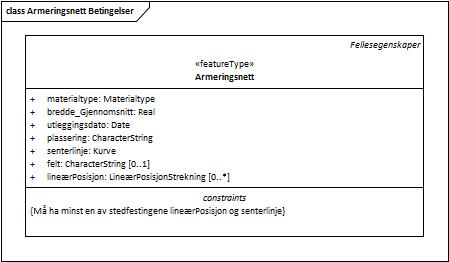 class Armeringsnett Betingelser
Fellesegenskaper
«featureType»
Armeringsnett
+ materialtype: Materialtype
+ bredde_Gjennomsnitt: Real
+ utleggingsdato: Date
+ plassering: CharacterString
+ senterlinje: Kurve
+ felt: CharacterString [0..1]
+ lineærPosisjon: LineærPosisjonStrekning [0..*]
constraints
{Må ha minst en av stedfestingene lineærPosisjon og senterlinje}